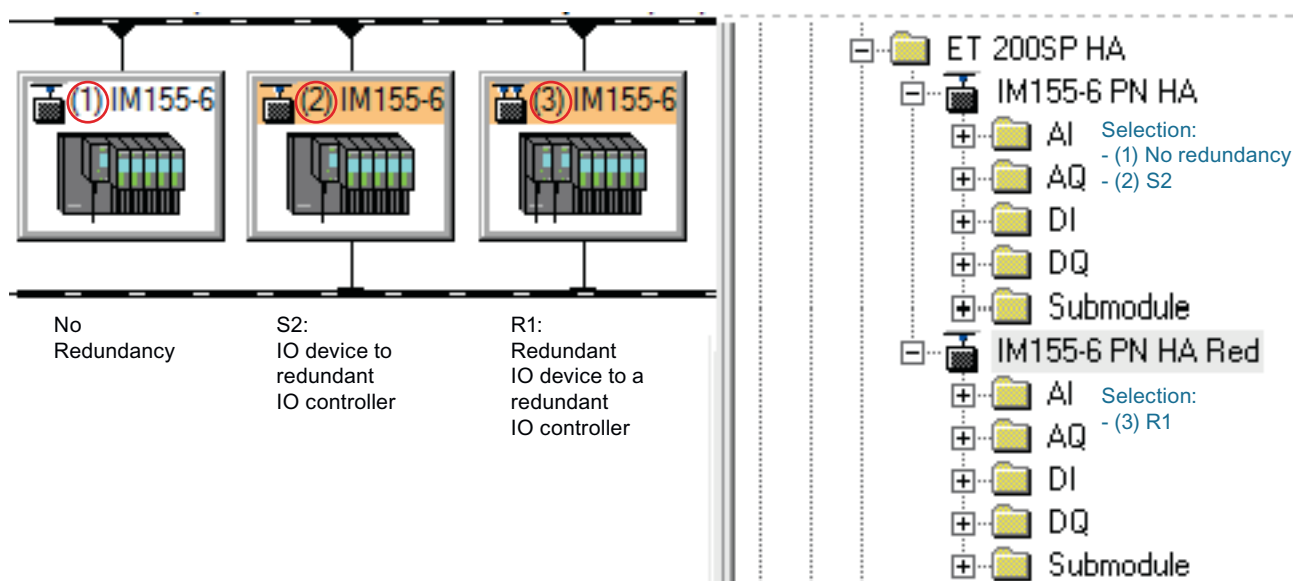 (1) IM155-6
(2) IM155-6
(3) IM155-6
No
Redundancy
S2:
IO device to
redundant
IO controller
R1:
Redundant
IO device to a
redundant
IO controller
ET 200SP HA
IM155-6 PN HA
AI
AQ
DI
DQ
Submodule
Selection:
- (1) No redundancy
- (2) S2
IM155-6 PN HA Red
AI
AQ
DI
DQ
Submodule
Selection:
- (3) R1